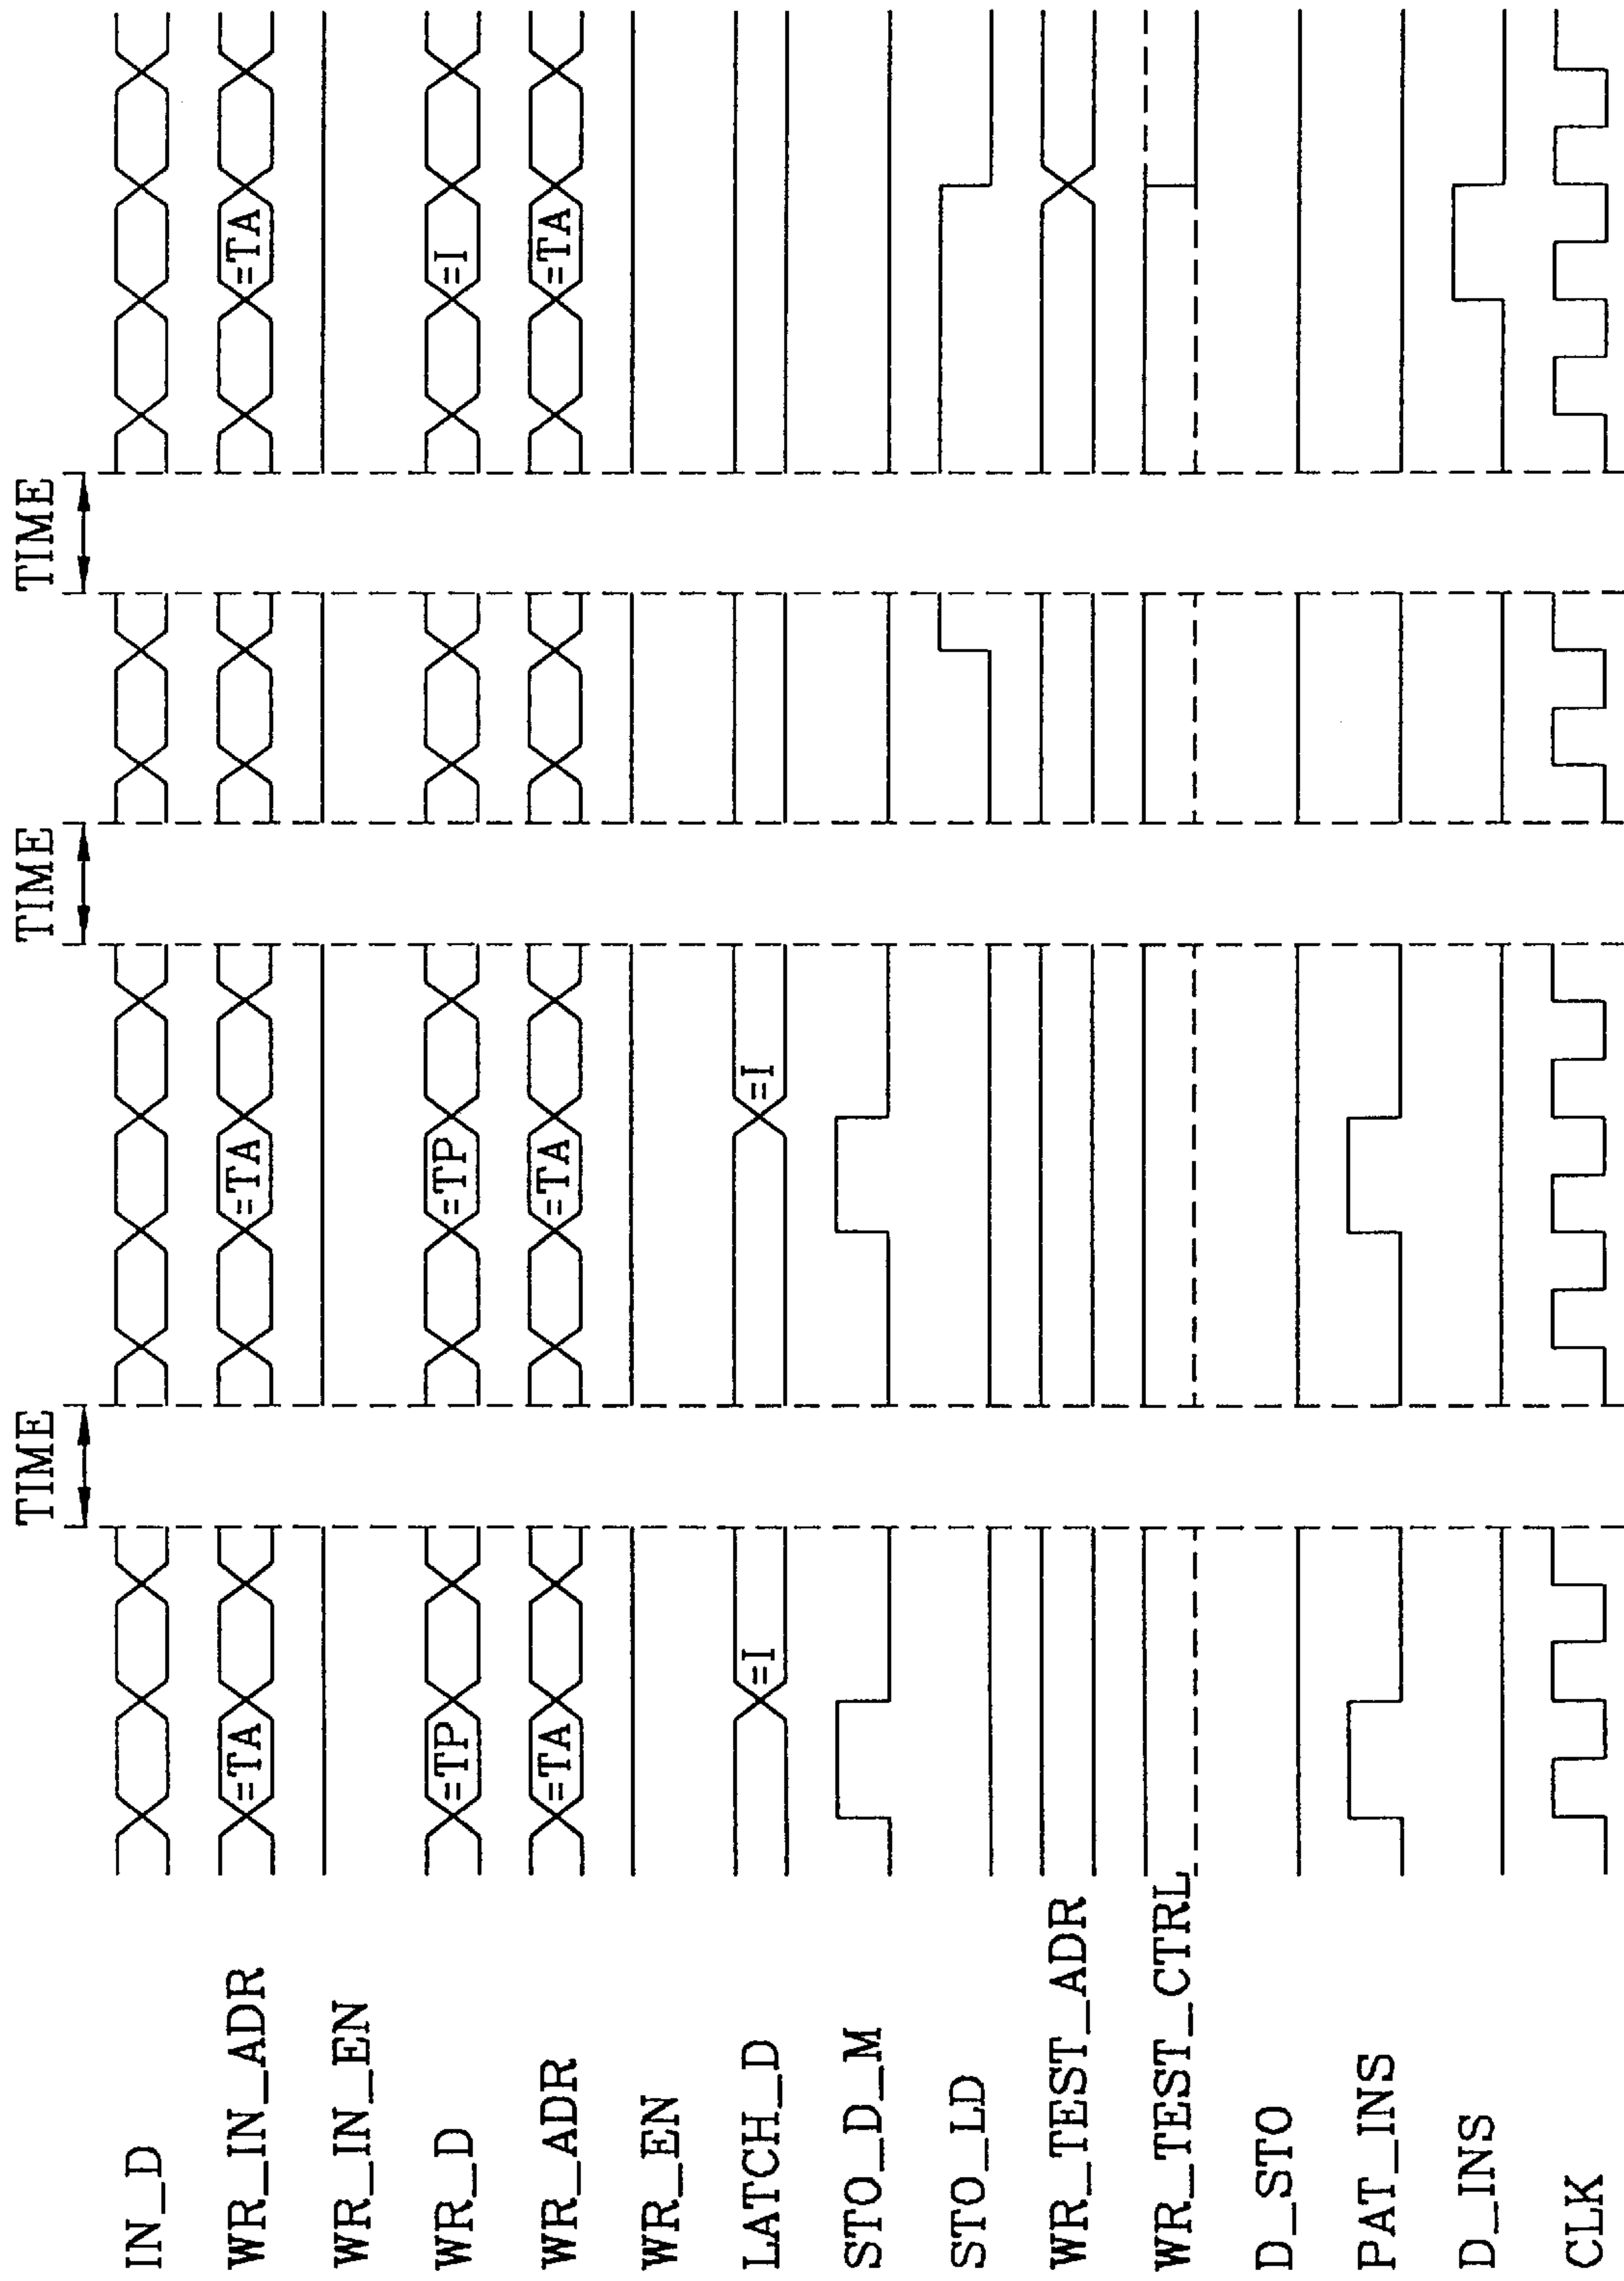 TIME TIME TIME
IN_D
WR_IN_ADR =TA =TA =TA
WR_IN_EN
WR_D =TP =TP =I
WR_ADR =TA =TA =TA
WR_EN
LATCH_D =I =I
STO_D_M
STO_LD
WR_TEST_ADR
WR_TEST_CTRL
D_STO
PAT_INS
D_INS
CLK